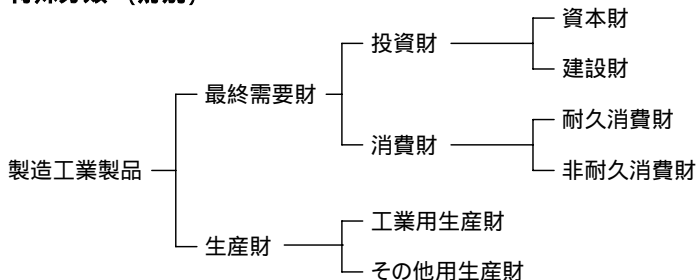 資本財
投資財
建設財
最終需要財
耐久消費財
消費財
製造工業製品
非耐久消費財
工業用生産財
生産財
その他用生産財